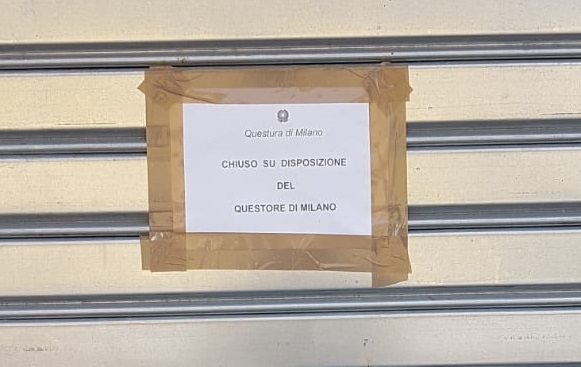 Questura di Milano
CHIUSO SU DISPOSIZIONE
DEL
QUESTORE DI MILANO